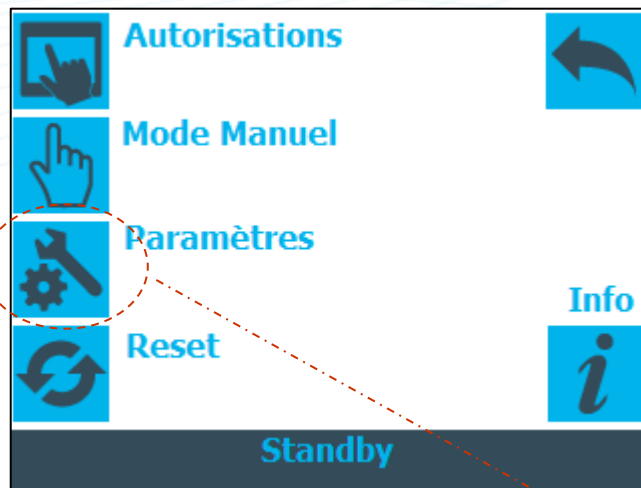 Autorisations
Mode Manuel
Paramètres
Info
Reset
Standby